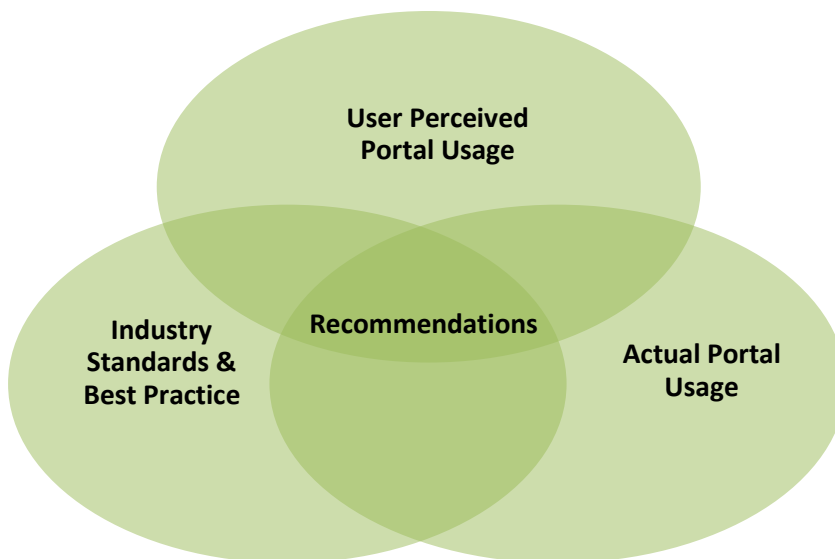 User Perceived
Portal Usage
Industry
Standards &
Best Practice
Recommendations
Actual Portal
Usage